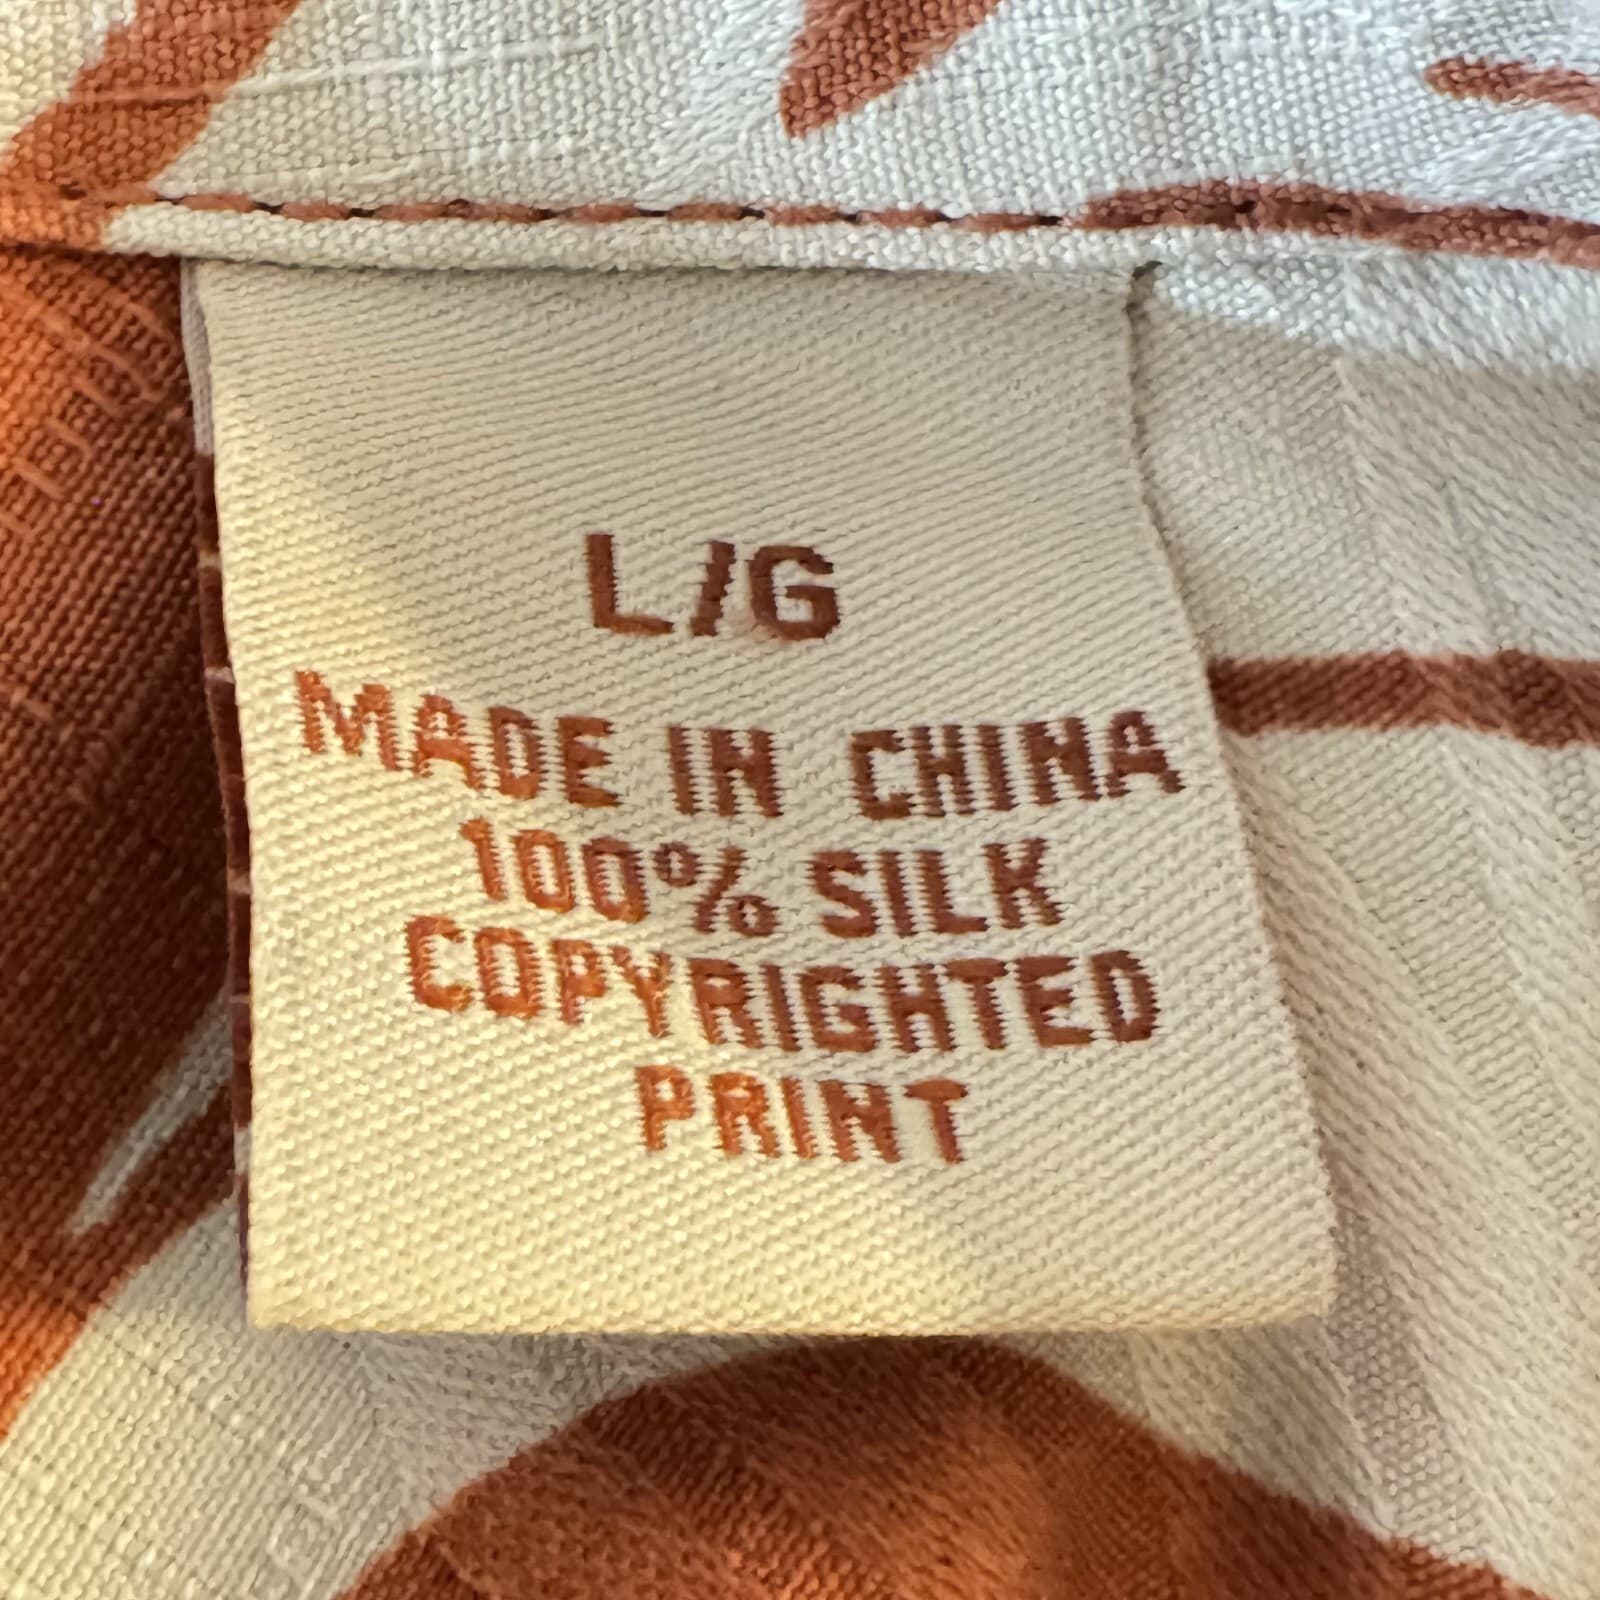 L/G
MADE IN CHINA
100% SILK
COPYRIGHTED
PRINT